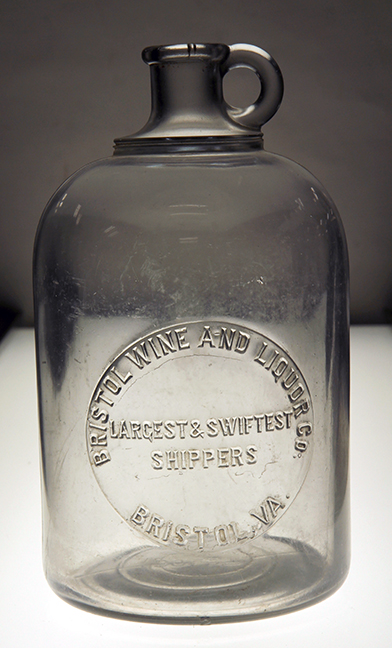 BRISTOL WINE AND LIQUOR CO.
LARGEST & SWIFTEST
SHIPPERS
BRISTOL, VA.